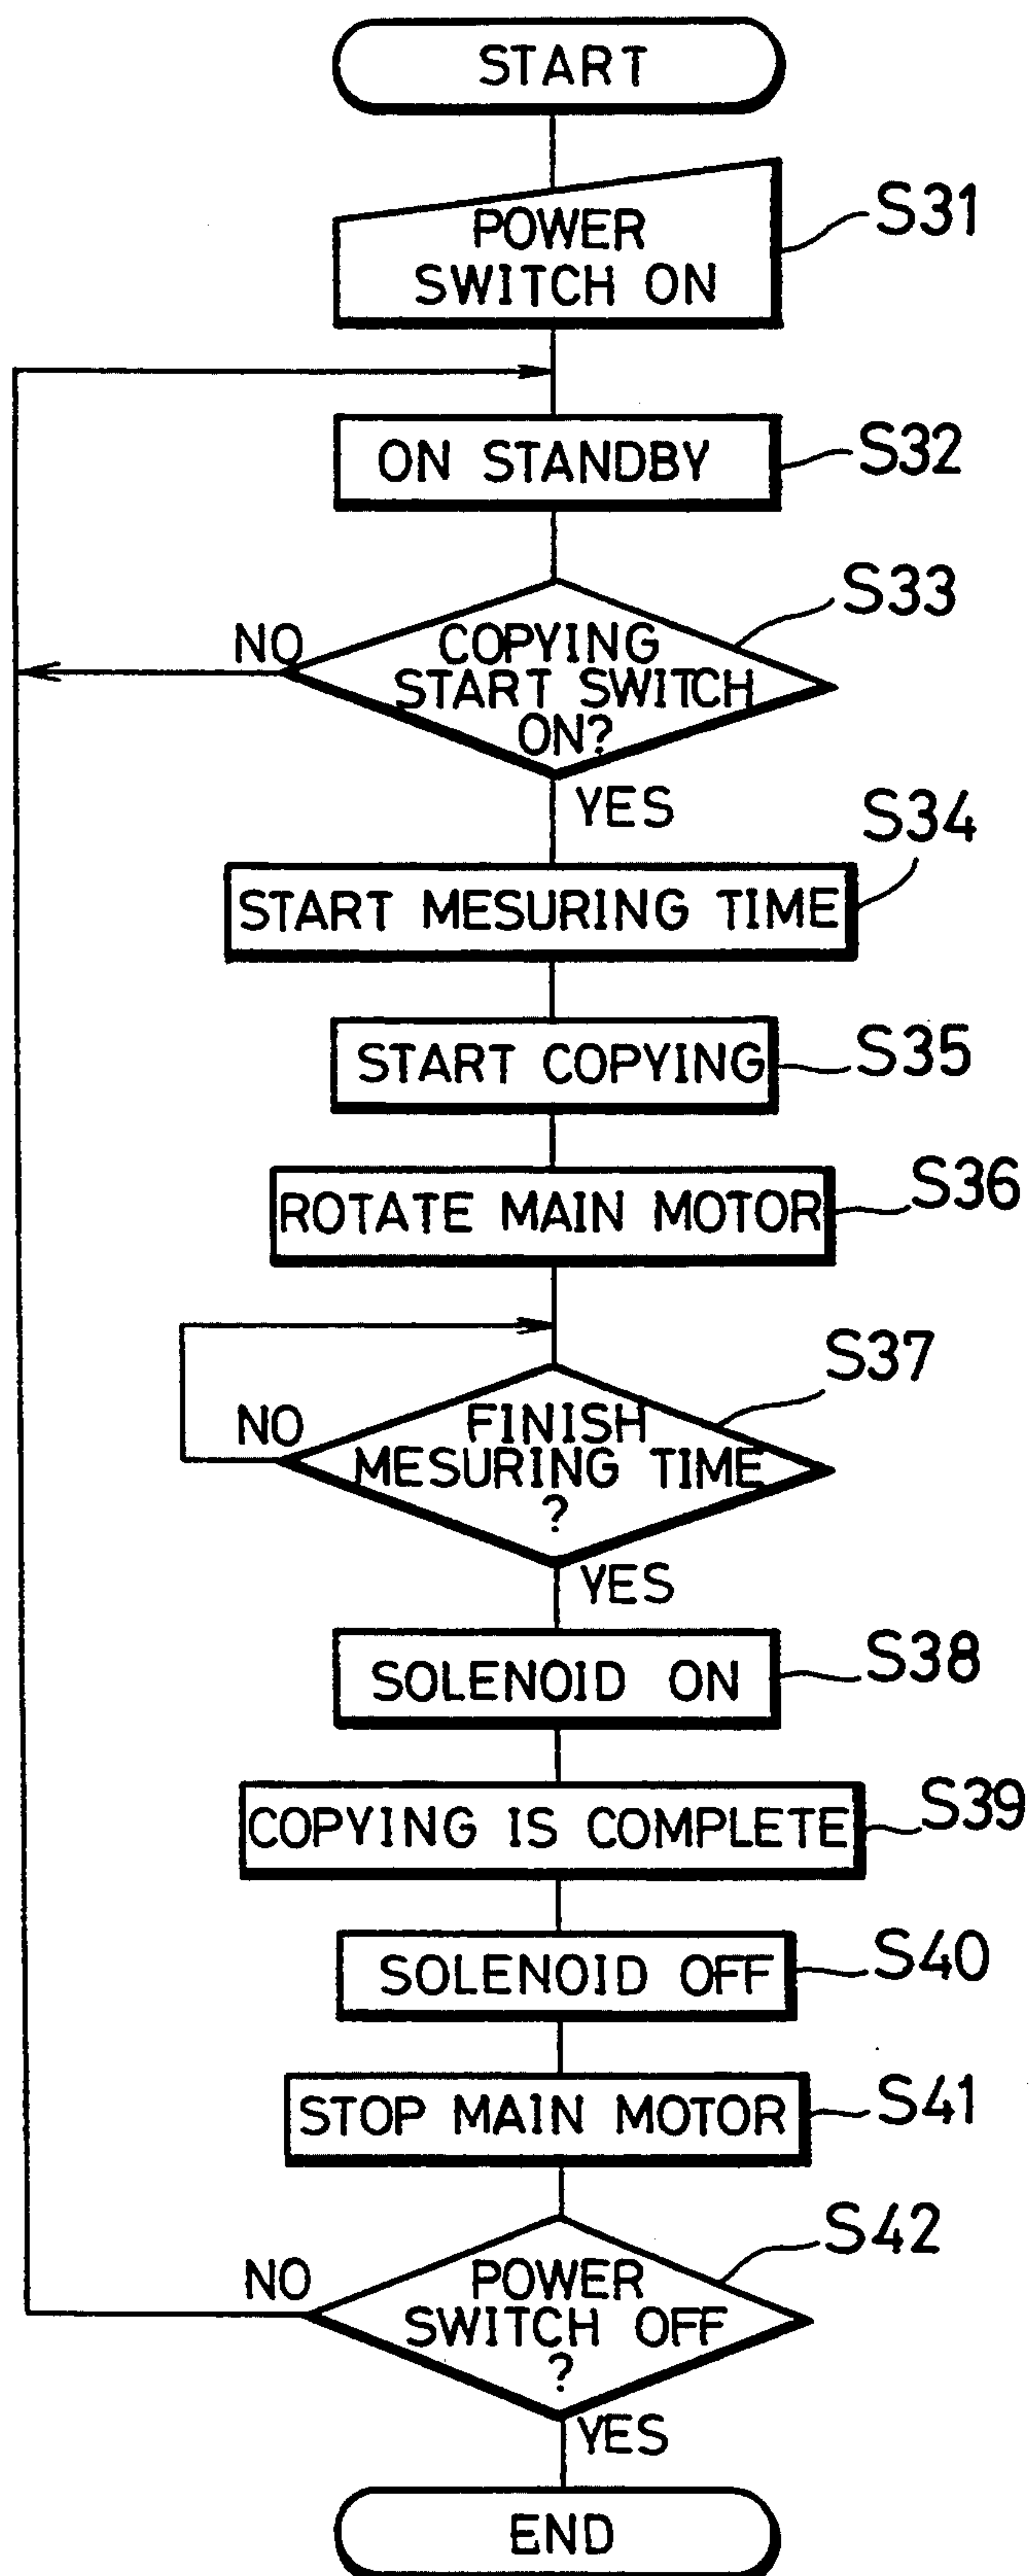 START
POWER
SWITCH ON
S31
ON STANDBY
S32
S33
NO
COPYING
START SWITCH
ON?
YES
S34
START MESURING TIME
START COPYING
S35
ROTATE MAIN MOTOR
S36
S37
NO
FINISH
MESURING TIME
?
YES
SOLENOID ON
S38
COPYING IS COMPLETE
S39
SOLENOID OFF
S40
STOP MAIN MOTOR
S41
S42
NO
POWER
SWITCH OFF
?
YES
END